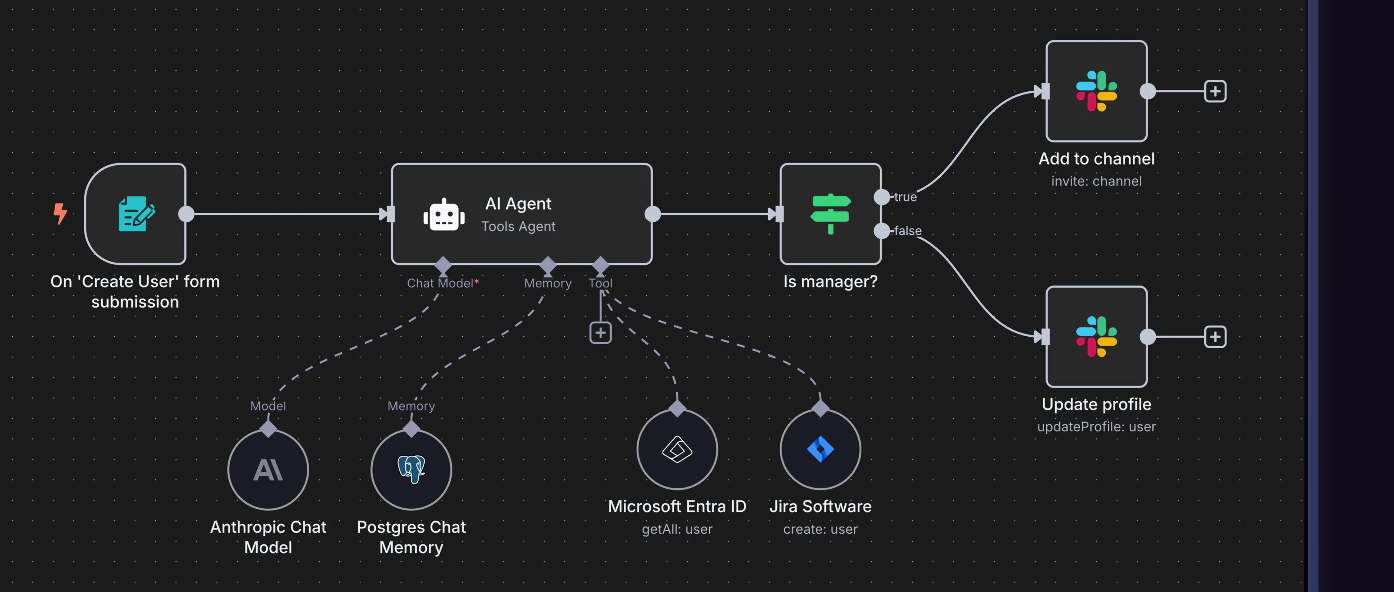 On 'Create User' form
submission
AI Agent
Tools Agent
Chat Model*
Memory
Tool
Model
Anthropic Chat
Model
Memory
Postgres Chat
Memory
Microsoft Entra ID
getAll: user
Jira Software
create: user
Is manager?
true
false
Add to channel
invite: channel
Update profile
updateProfile: user